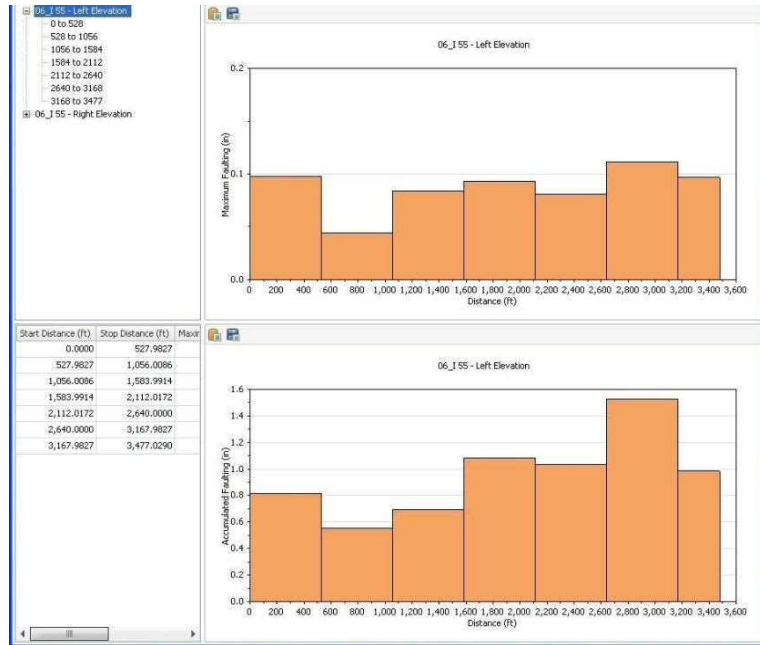 06_I 55 - Left Elevation
0 to 528
528 to 1056
1056 to 1584
1584 to 2112
2112 to 2640
2640 to 3168
3168 to 3477
06_I 55 - Right Elevation
06_I 55 - Left Elevation
Maximum Faulting (in)
0.2
0.1
0.0
0 200 400 600 800 1,000 1,200 1,400 1,600 1,800 2,000 2,200 2,400 2,600 2,800 3,000 3,200 3,400 3,600
Distance (ft)
Start Distance (ft) Stop Distance (ft) Maxir
0.0000 527.9827
527.9827 1,056.0086
1,056.0086 1,583.9914
1,583.9914 2,112.0172
2,112.0172 2,640.0000
2,640.0000 3,167.9827
3,167.9827 3,477.0290
06_I 55 - Left Elevation
Accumulated Faulting (in)
1.6
1.4
1.2
1.0
0.8
0.6
0.4
0.2
0.0
0 200 400 600 800 1,000 1,200 1,400 1,600 1,800 2,000 2,200 2,400 2,600 2,800 3,000 3,200 3,400 3,600
Distance (ft)